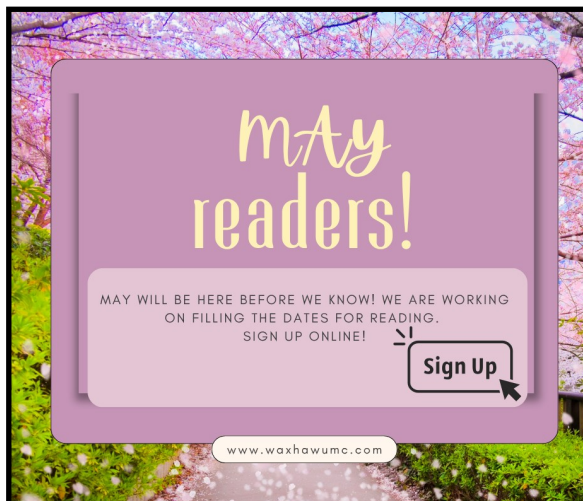 mAy
readers!
MAY WILL BE HERE BEFORE WE KNOW! WE ARE WORKING
ON FILLING THE DATES FOR READING.
SIGN UP ONLINE!
Sign Up
www.waxhawumc.com